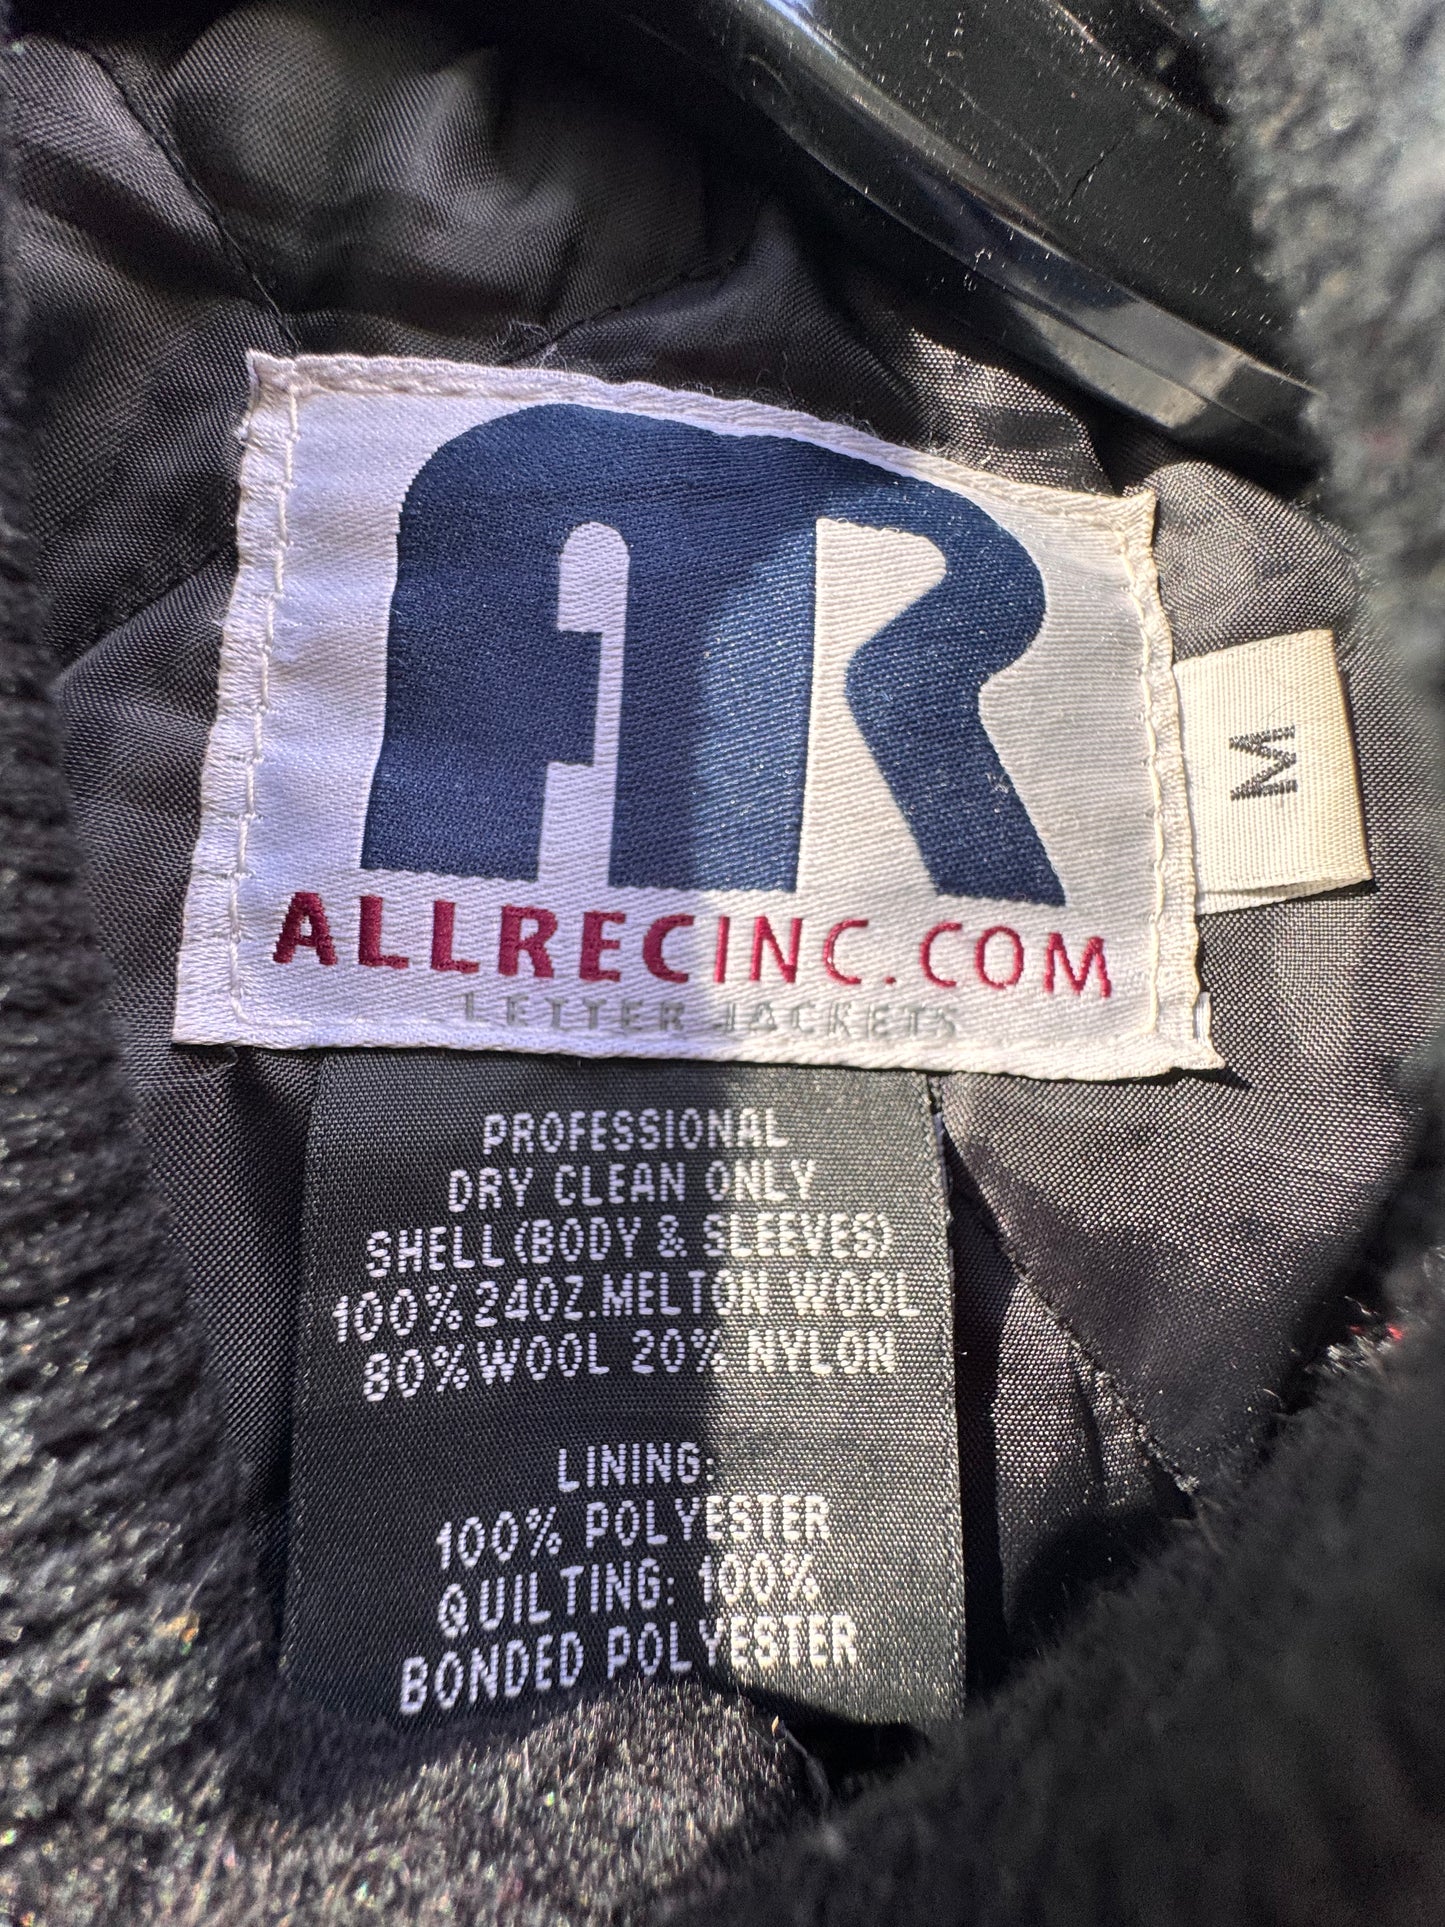 AR
ALLRECINC.COM
LETTER JACKETS
M
PROFESSIONAL
DRY CLEAN ONLY
SHELL(BODY & SLEEVES)
100%24OZ.MELTON WOOL
80%WOOL 20% NYLON
LINING:
100% POLYESTER
QUILTING: 100%
BONDED POLYESTER